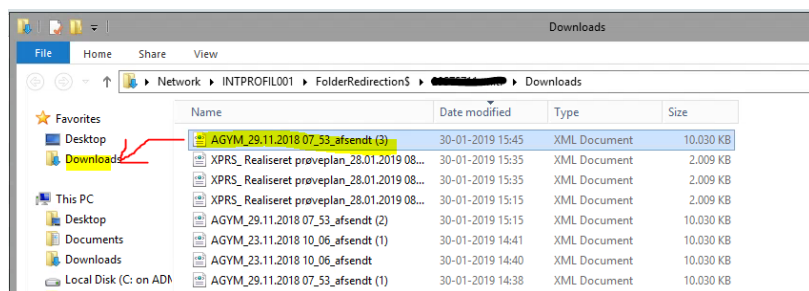 Downloads
File Home Share View
Network INTPROFIL001 FolderRedirection$ Downloads
Favorites
Desktop
Downloads
This PC
Desktop
Documents
Downloads
Local Disk (C: on ADM
Name Date modified Type Size
AGYM_29.11.2018 07_53_afsendt (3) 30-01-2019 15:45 XML Document 10.030 KB
XPRS_ Realiseret prøveplan_28.01.2019 08... 30-01-2019 15:35 XML Document 2.009 KB
XPRS_ Realiseret prøveplan_28.01.2019 08... 30-01-2019 15:35 XML Document 2.009 KB
XPRS_ Realiseret prøveplan_28.01.2019 08... 30-01-2019 15:15 XML Document 2.009 KB
AGYM_29.11.2018 07_53_afsendt (2) 30-01-2019 15:15 XML Document 10.030 KB
AGYM_23.11.2018 10_06_afsendt (1) 30-01-2019 14:41 XML Document 10.030 KB
AGYM_23.11.2018 10_06_afsendt 30-01-2019 14:40 XML Document 10.030 KB
AGYM_29.11.2018 07_53_afsendt (1) 30-01-2019 14:38 XML Document 10.030 KB